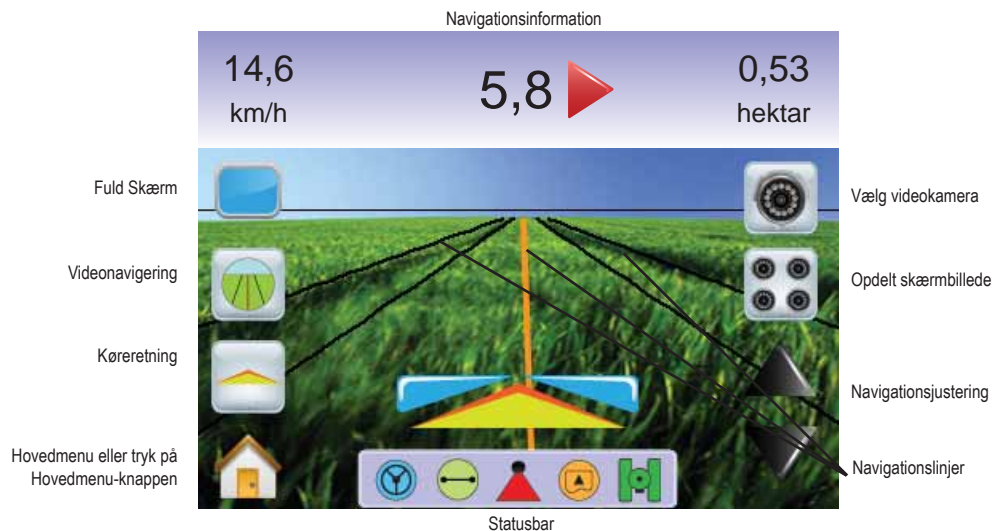 Navigationsinformation
14,6
km/h
5,8
0,53
hektar
Fuld Skærm
Videonavigering
Køreretning
Hovedmenu eller tryk på
Hovedmenu-knappen
Vælg videokamera
Opdelt skærmbillede
Navigationsjustering
Navigationslinjer
Statusbar